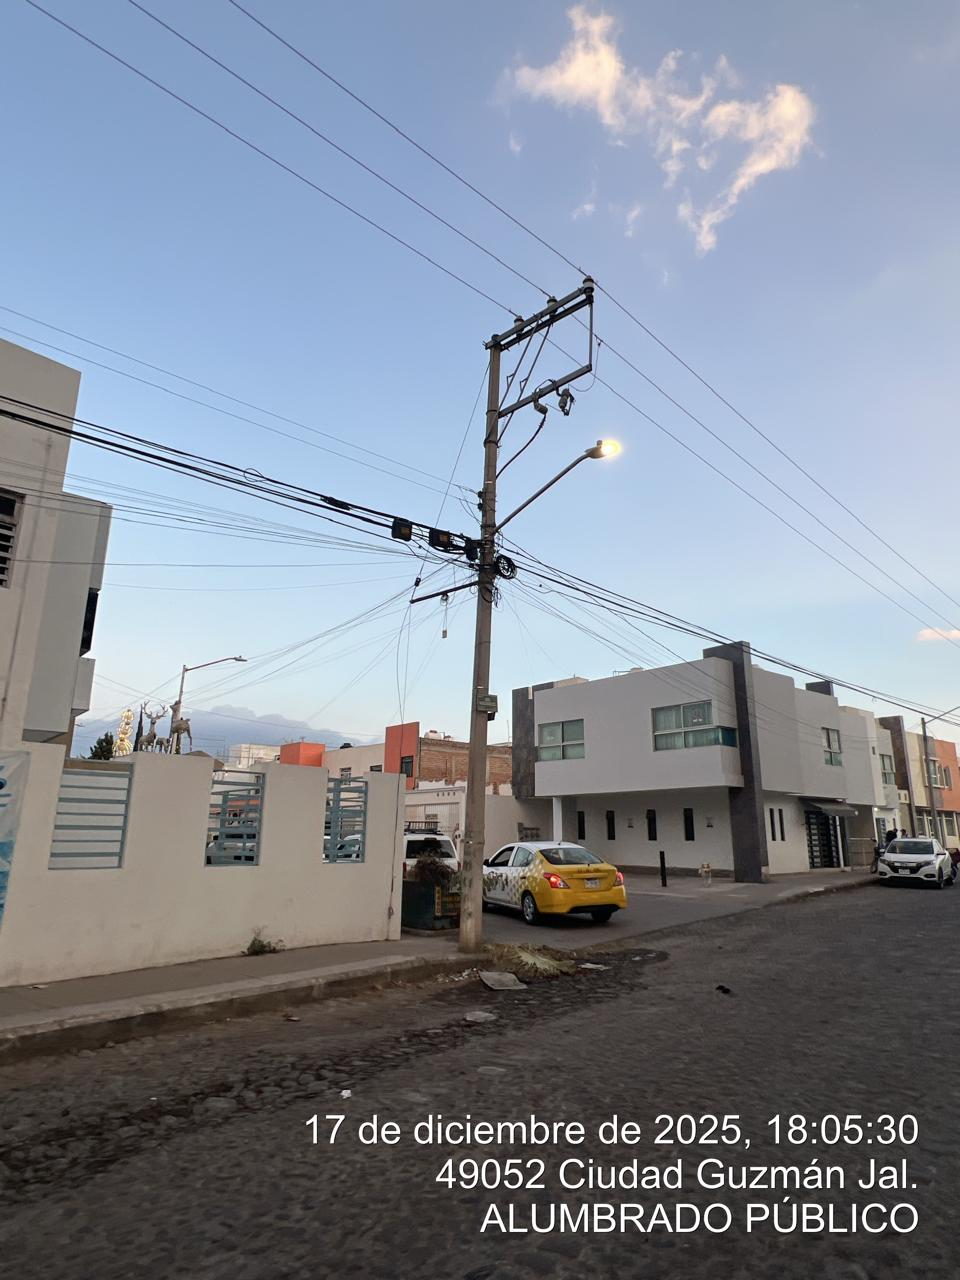 17 de diciembre de 2025, 18:05:30
49052 Ciudad Guzmán Jal.
ALUMBRADO PÚBLICO